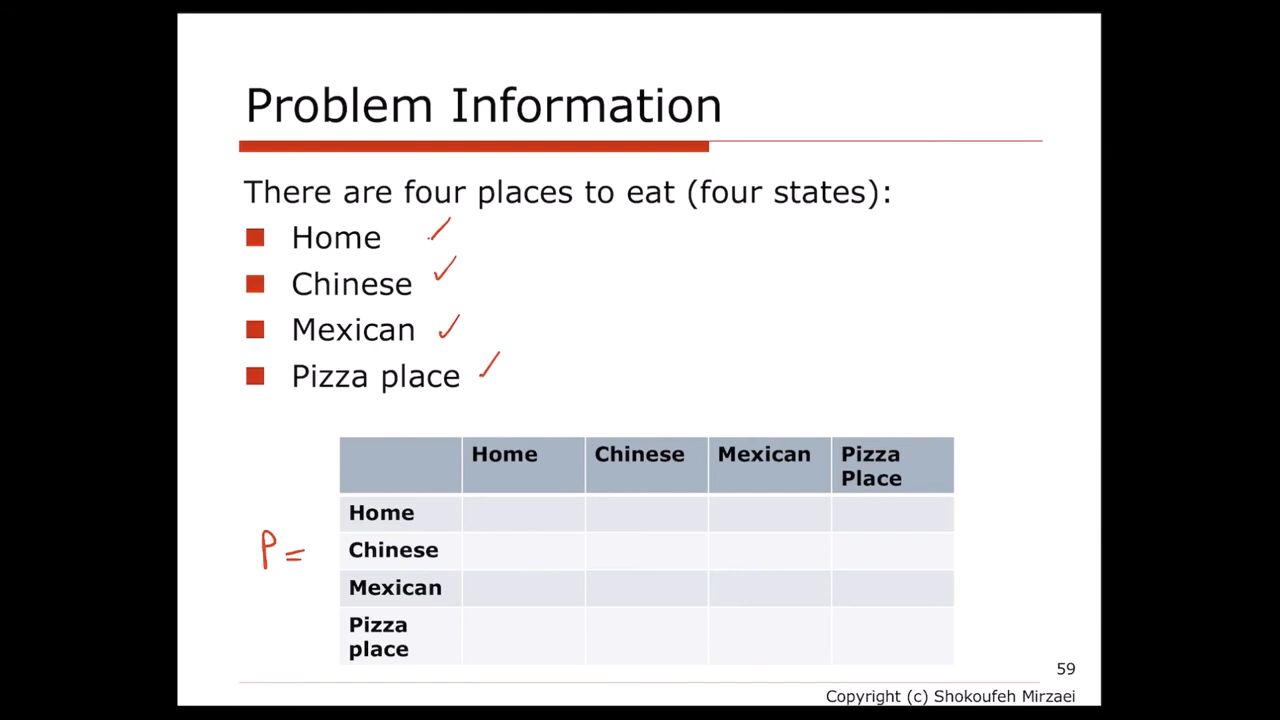 Problem Information
There are four places to eat (four states):
Home
Chinese
Mexican
Pizza place
Home Chinese Mexican Pizza Place
Home
Chinese
P =
Mexican
Pizza place
59
Copyright (c) Shokoufeh Mirzaei